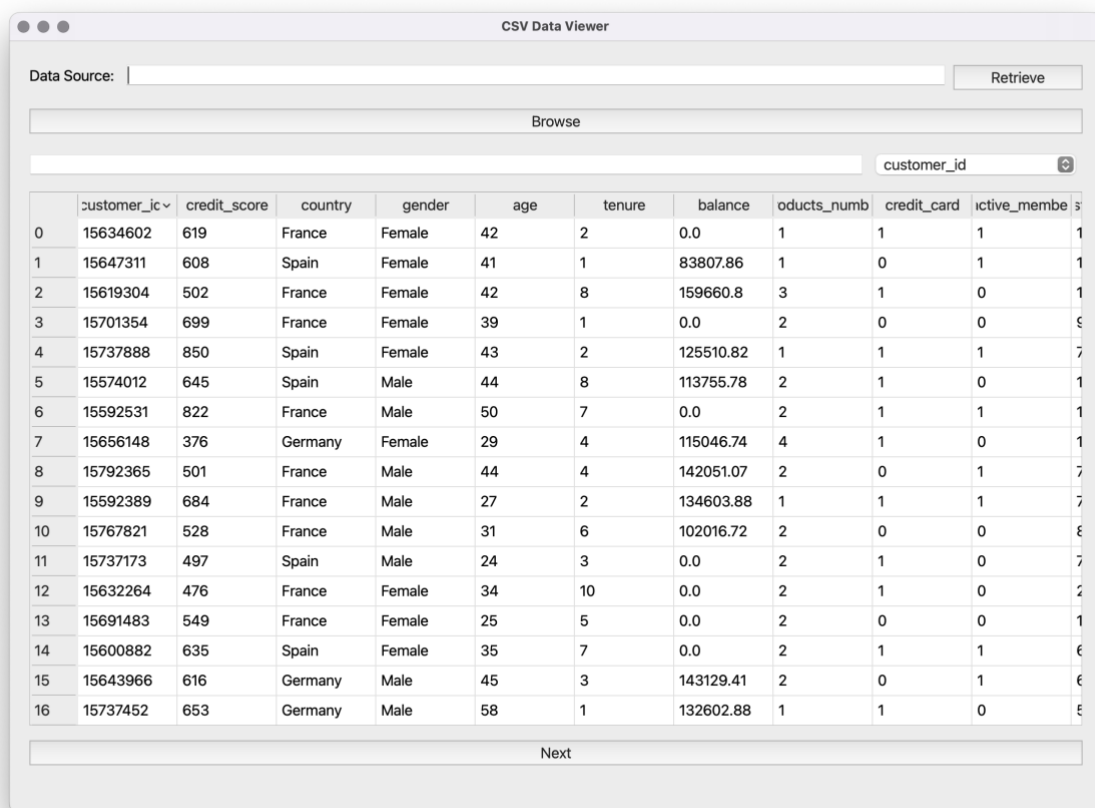 CSV Data Viewer
Data Source: Retrieve
Browse
customer_id
customer_ic credit_score country gender age tenure balance oducts_numb credit_card active_membe
0 15634602 619 France Female 42 2 0.0 1 1 1
1 15647311 608 Spain Female 41 1 83807.86 1 0 1
2 15619304 502 France Female 42 8 159660.8 3 1 0
3 15701354 699 France Female 39 1 0.0 2 0 0
4 15737888 850 Spain Female 43 2 125510.82 1 1 1
5 15574012 645 Spain Male 44 8 113755.78 2 1 0
6 15592531 822 France Male 50 7 0.0 2 1 1
7 15656148 376 Germany Female 29 4 115046.74 4 1 0
8 15792365 501 France Male 44 4 142051.07 2 0 1
9 15592389 684 France Male 27 2 134603.88 1 1 1
10 15767821 528 France Male 31 6 102016.72 2 0 0
11 15737173 497 Spain Male 24 3 0.0 2 1 0
12 15632264 476 France Female 34 10 0.0 2 1 0
13 15691483 549 France Female 25 5 0.0 2 0 0
14 15600882 635 Spain Female 35 7 0.0 2 1 1
15 15643966 616 Germany Male 45 3 143129.41 2 0 1
16 15737452 653 Germany Male 58 1 132602.88 1 1 0
Next